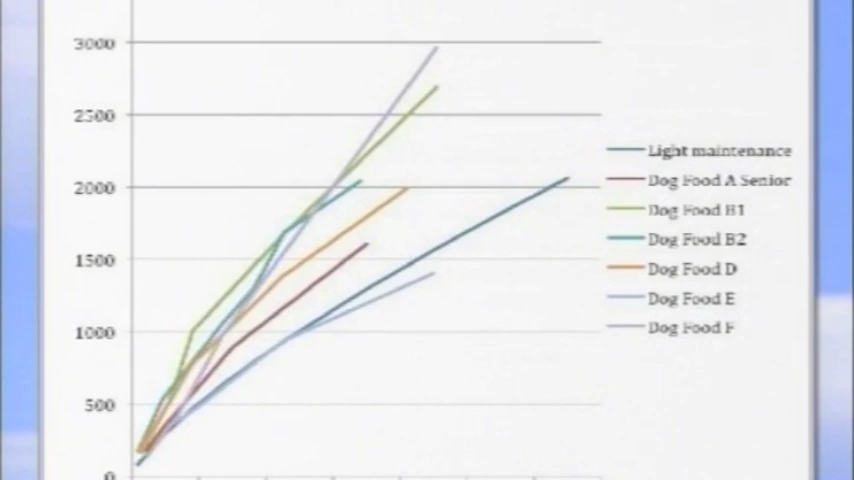 3000
2500
2000
1500
1000
500
0
Light maintenance
Dog Food A Senior
Dog Food B1
Dog Food B2
Dog Food D
Dog Food E
Dog Food F